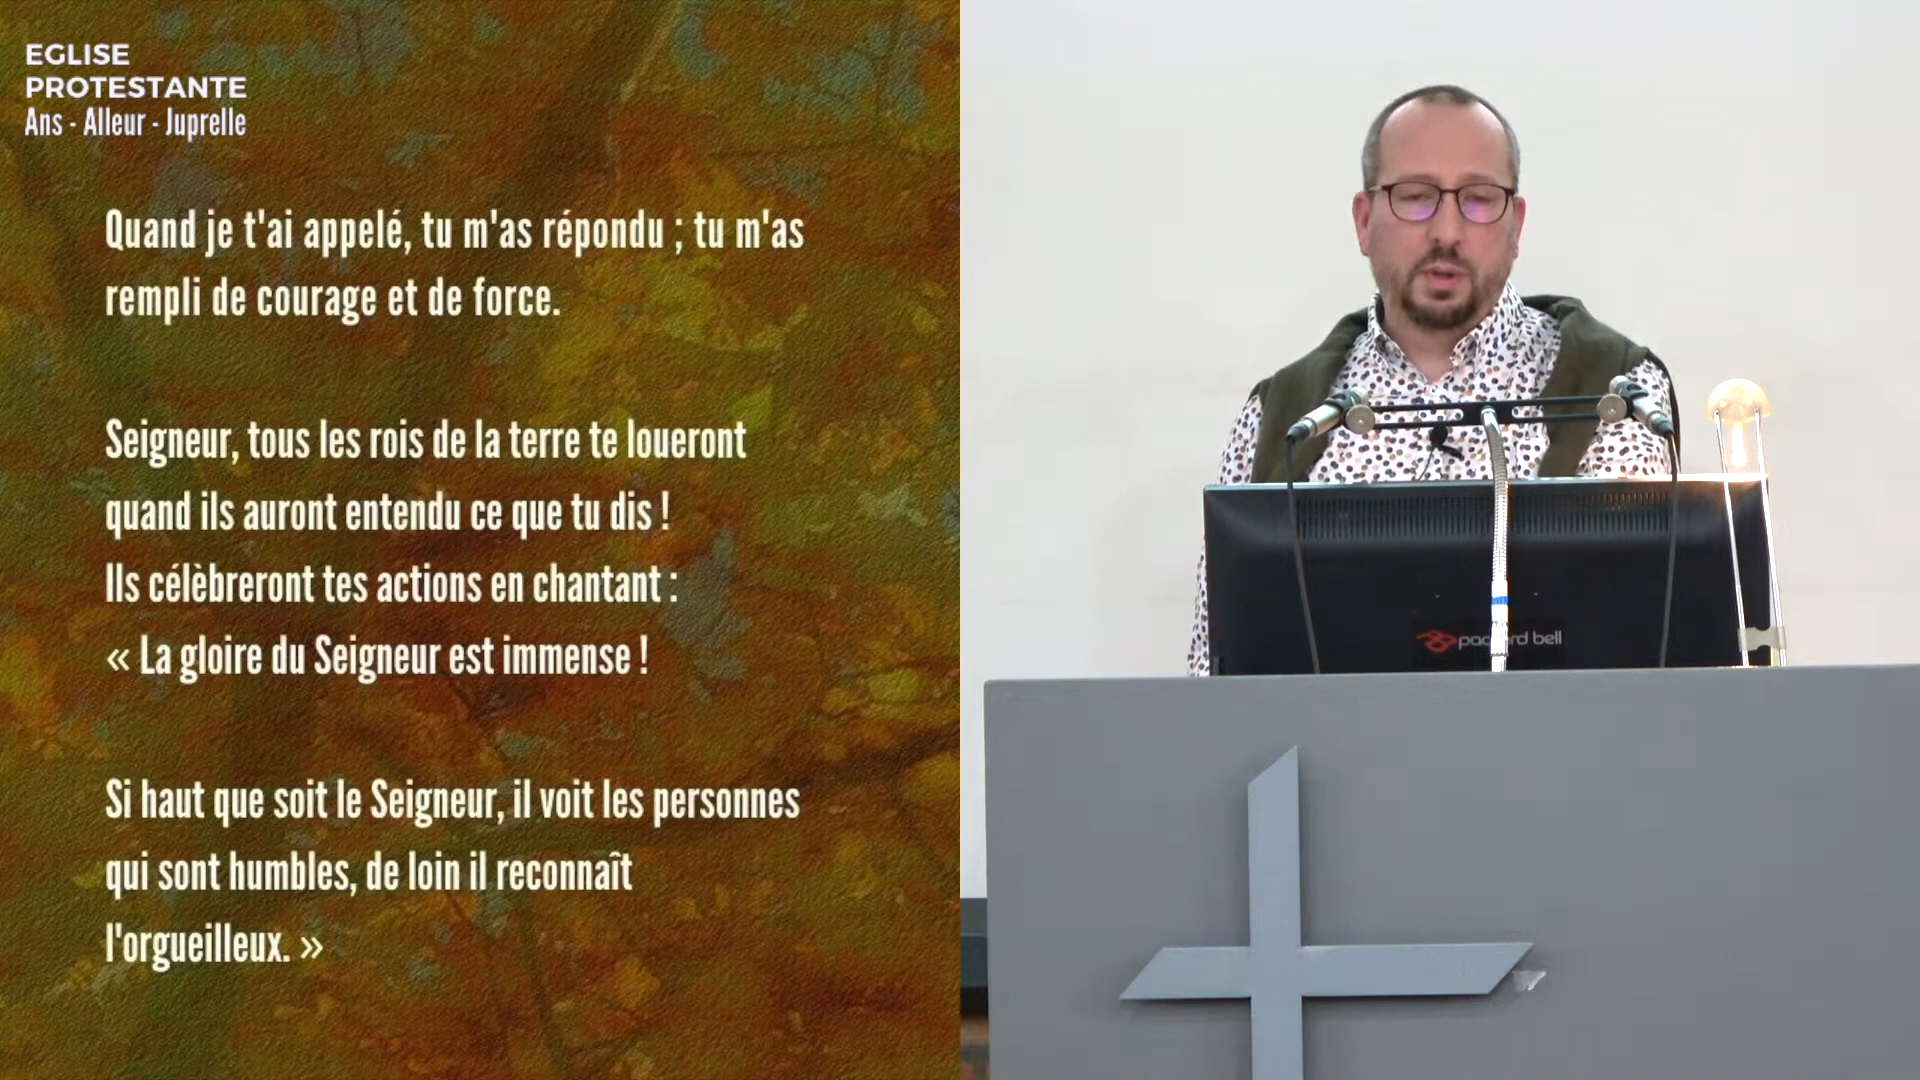 EGLISE
PROTESTANTE
Ans - Alleur - Juprelle
Quand je t'ai appelé, tu m'as répondu ; tu m'as
rempli de courage et de force.
Seigneur, tous les rois de la terre te loueront
quand ils auront entendu ce que tu dis !
Ils célèbreront tes actions en chantant :
« La gloire du Seigneur est immense !
Si haut que soit le Seigneur, il voit les personnes
qui sont humbles, de loin il reconnaît
l'orgueilleux. »
packard bell